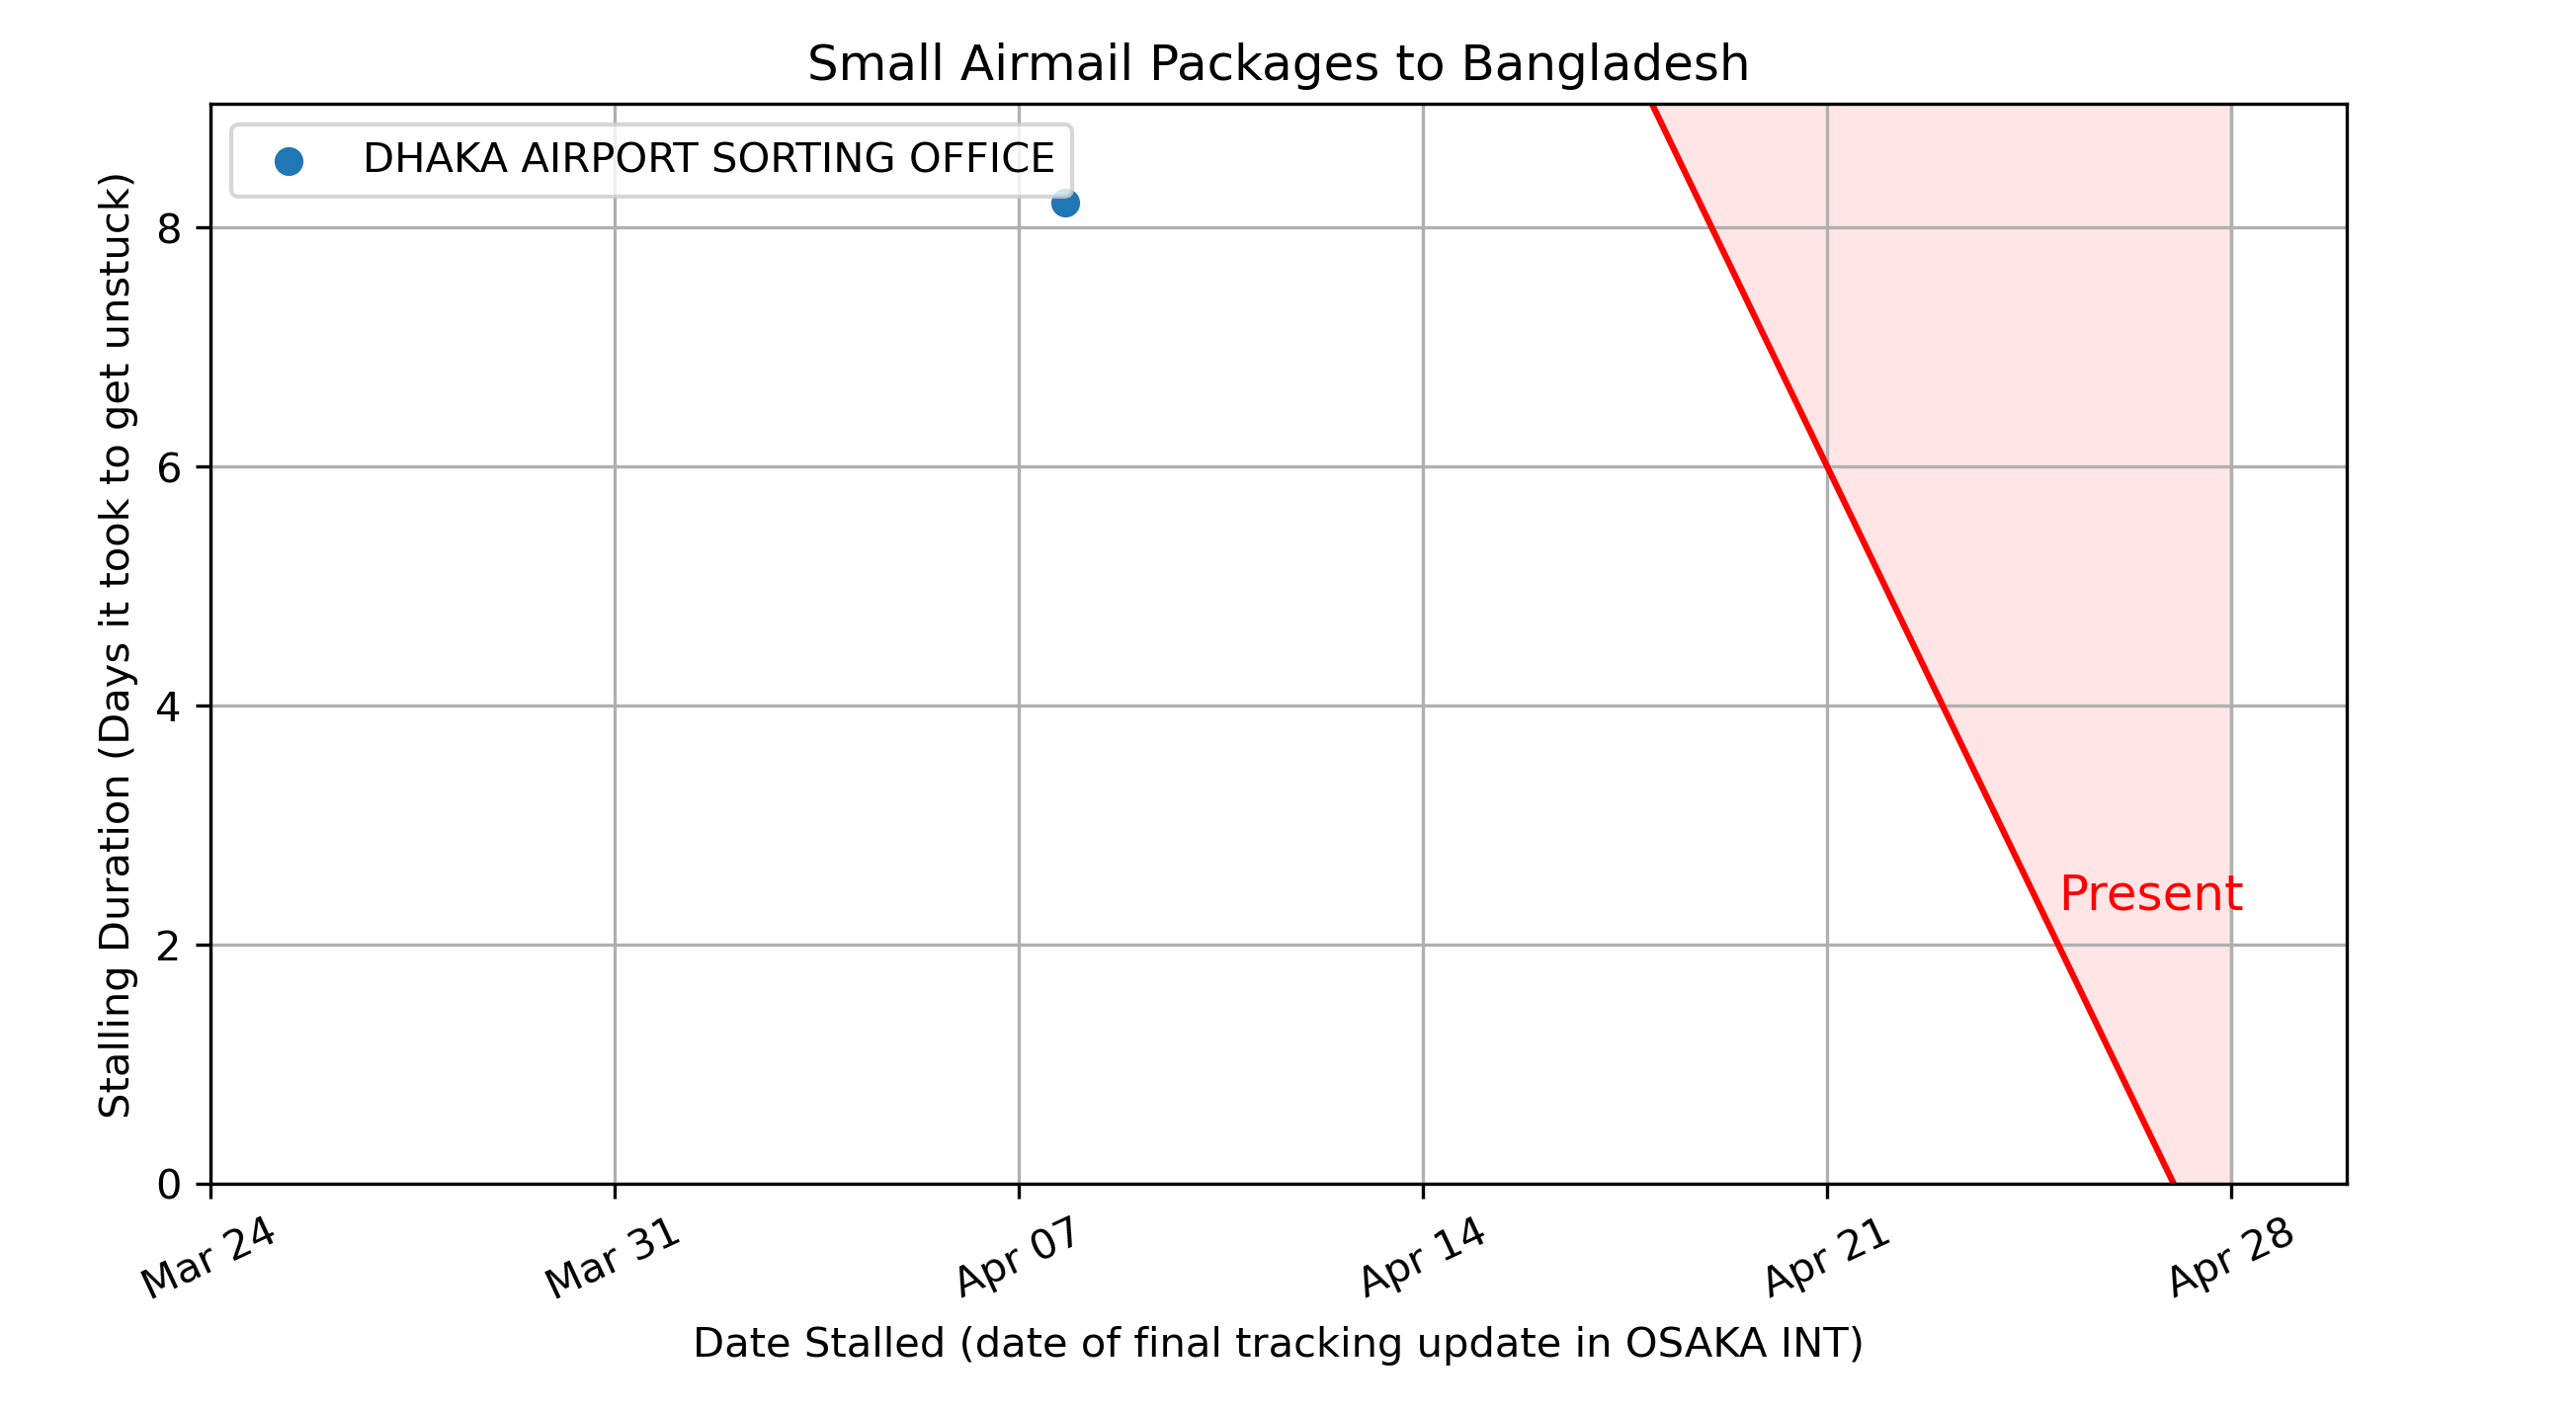 Small Airmail Packages to Bangladesh
DHAKA AIRPORT SORTING OFFICE
Stalling Duration (Days it took to get unstuck)
8
6
4
2
0
Present
Mar 24
Mar 31
Apr 07
Apr 14
Apr 21
Apr 28
Date Stalled (date of final tracking update in OSAKA INT)